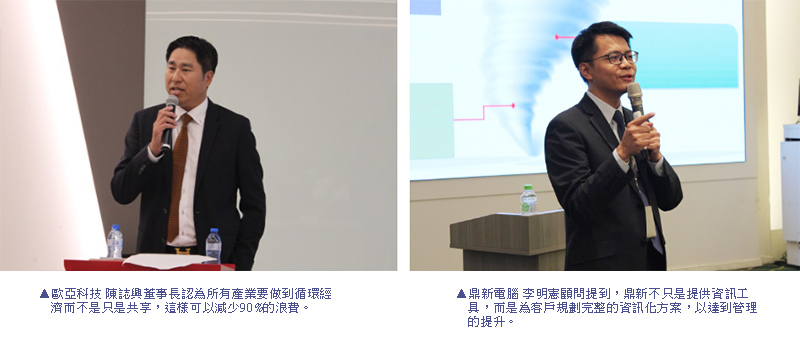 ▲歐亞科技 陳誌興董事長認為所有產業要做到循環經
濟而不是只是共享，這樣可以減少90%的浪費。
▲鼎新電腦 李明憲顧問提到，鼎新不只是提供資訊工
具，而是為客戶規劃完整的資訊化方案，以達到管理
的提升。